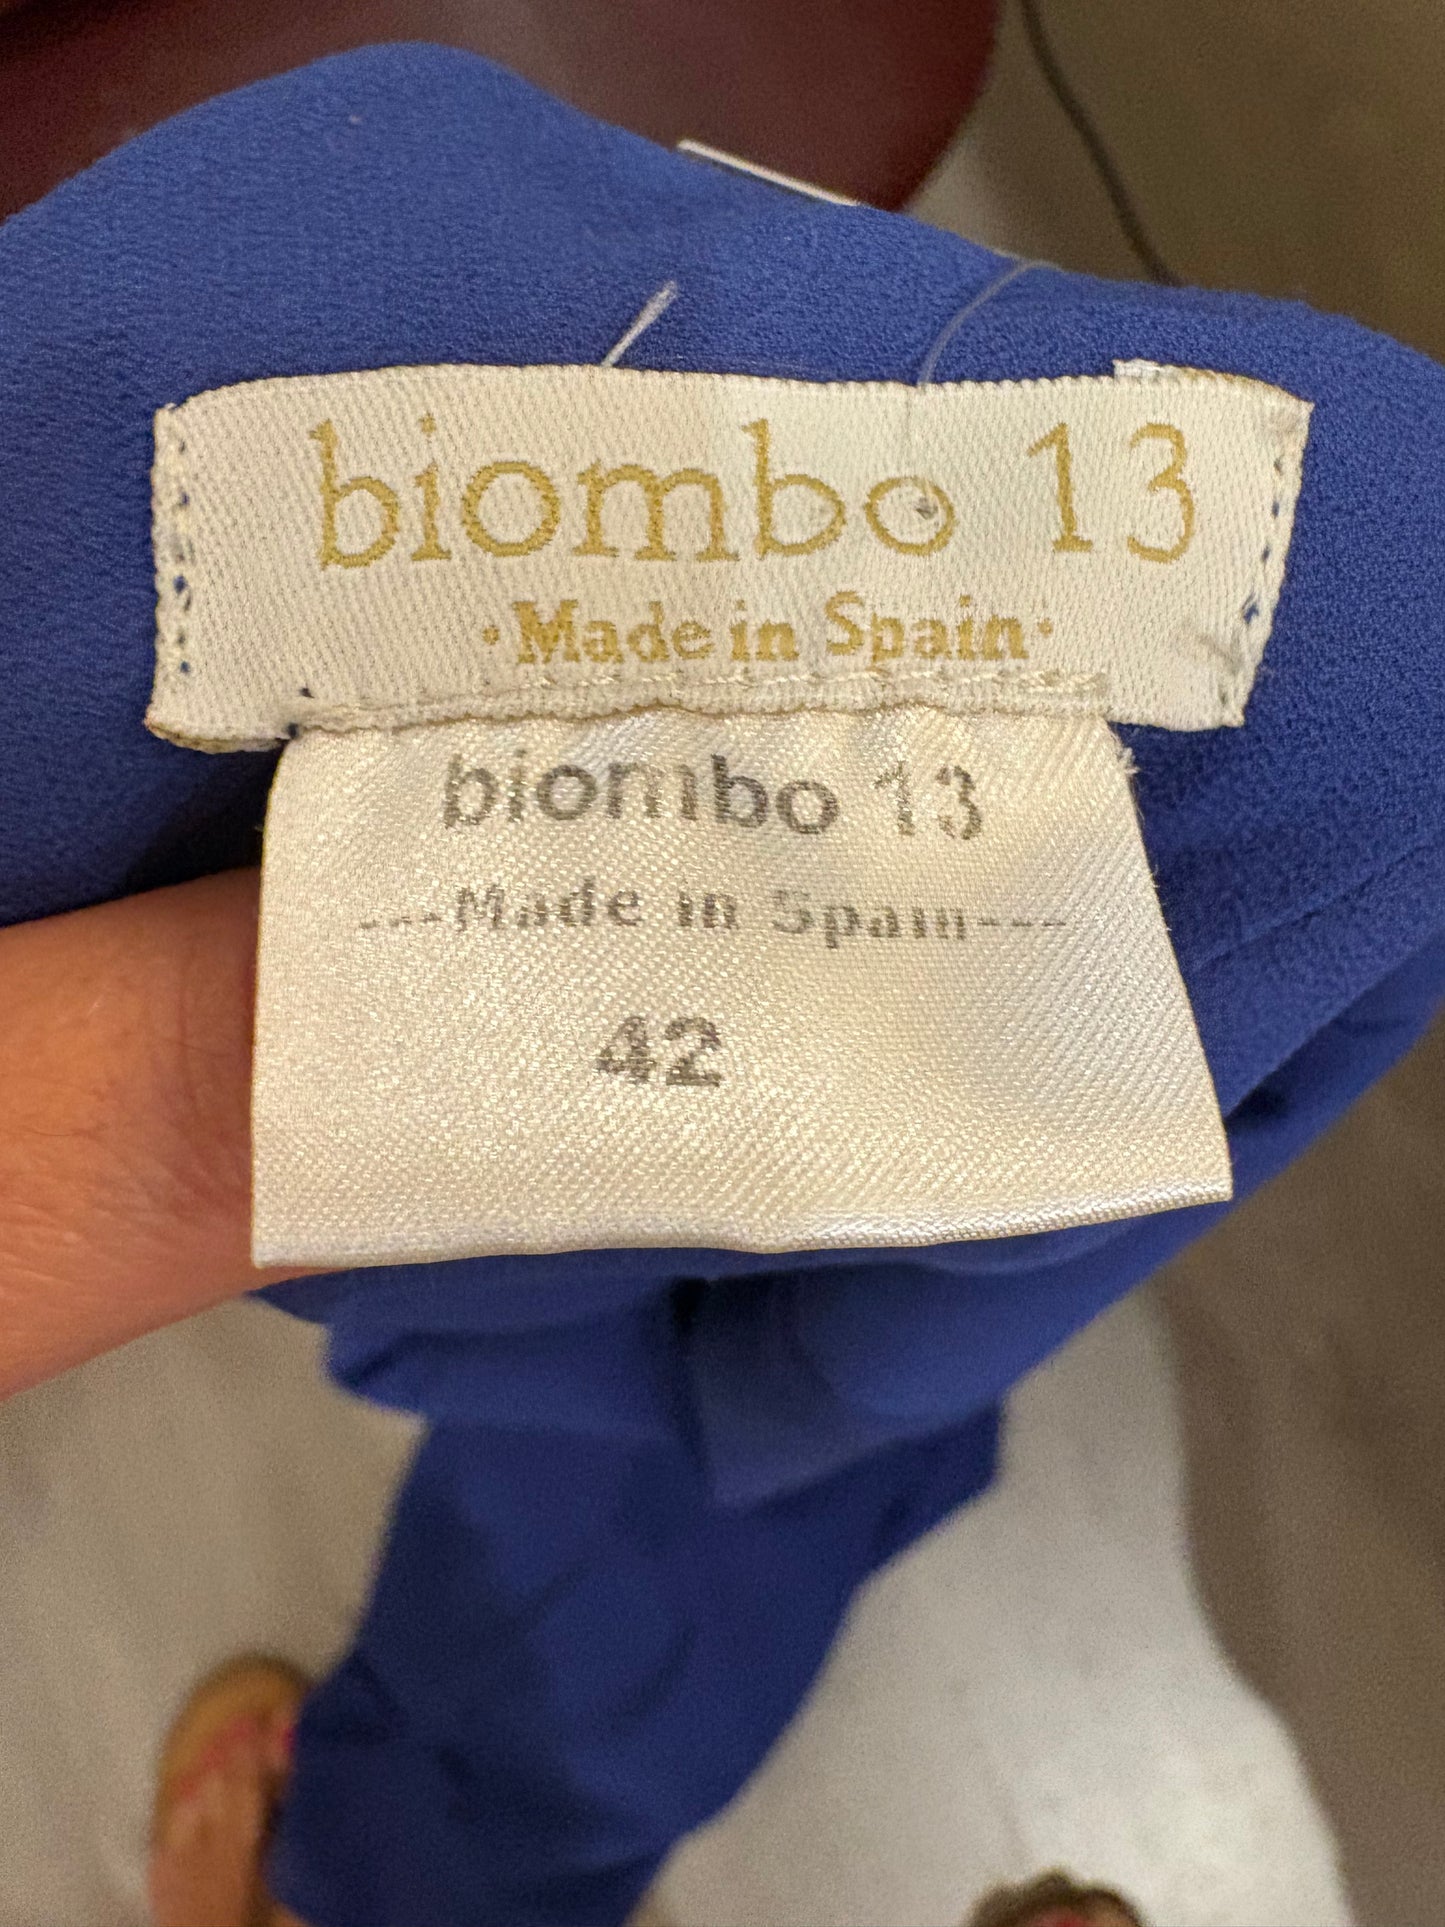 biombo 13
·Made in Spain·
biombo 13
---Made in Spain---
42